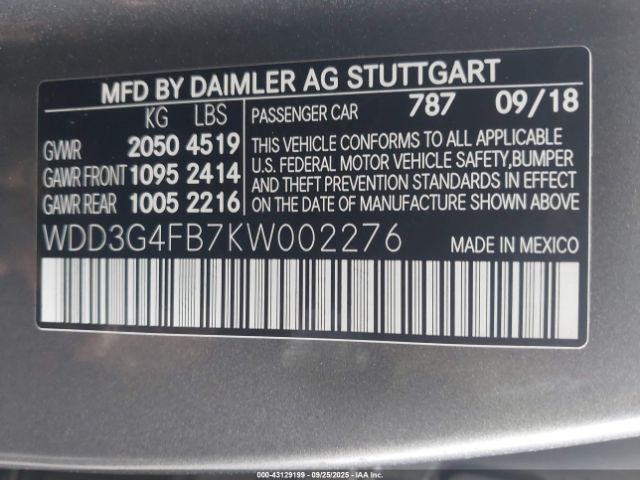 MFD BY DAIMLER AG STUTTGART
KG LBS
GVWR 2050 4519
GAWR FRONT 1095 2414
GAWR REAR 1005 2216
PASSENGER CAR 787 09/18
THIS VEHICLE CONFORMS TO ALL APPLICABLE
U.S. FEDERAL MOTOR VEHICLE SAFETY,BUMPER
AND THEFT PREVENTION STANDARDS IN EFFECT
ON DATE OF MANUFACTURE SHOWN ABOVE
WDD3G4FB7KW002276
MADE IN MEXICO
000-43129199 - 09/25/2025 - IAA Inc.